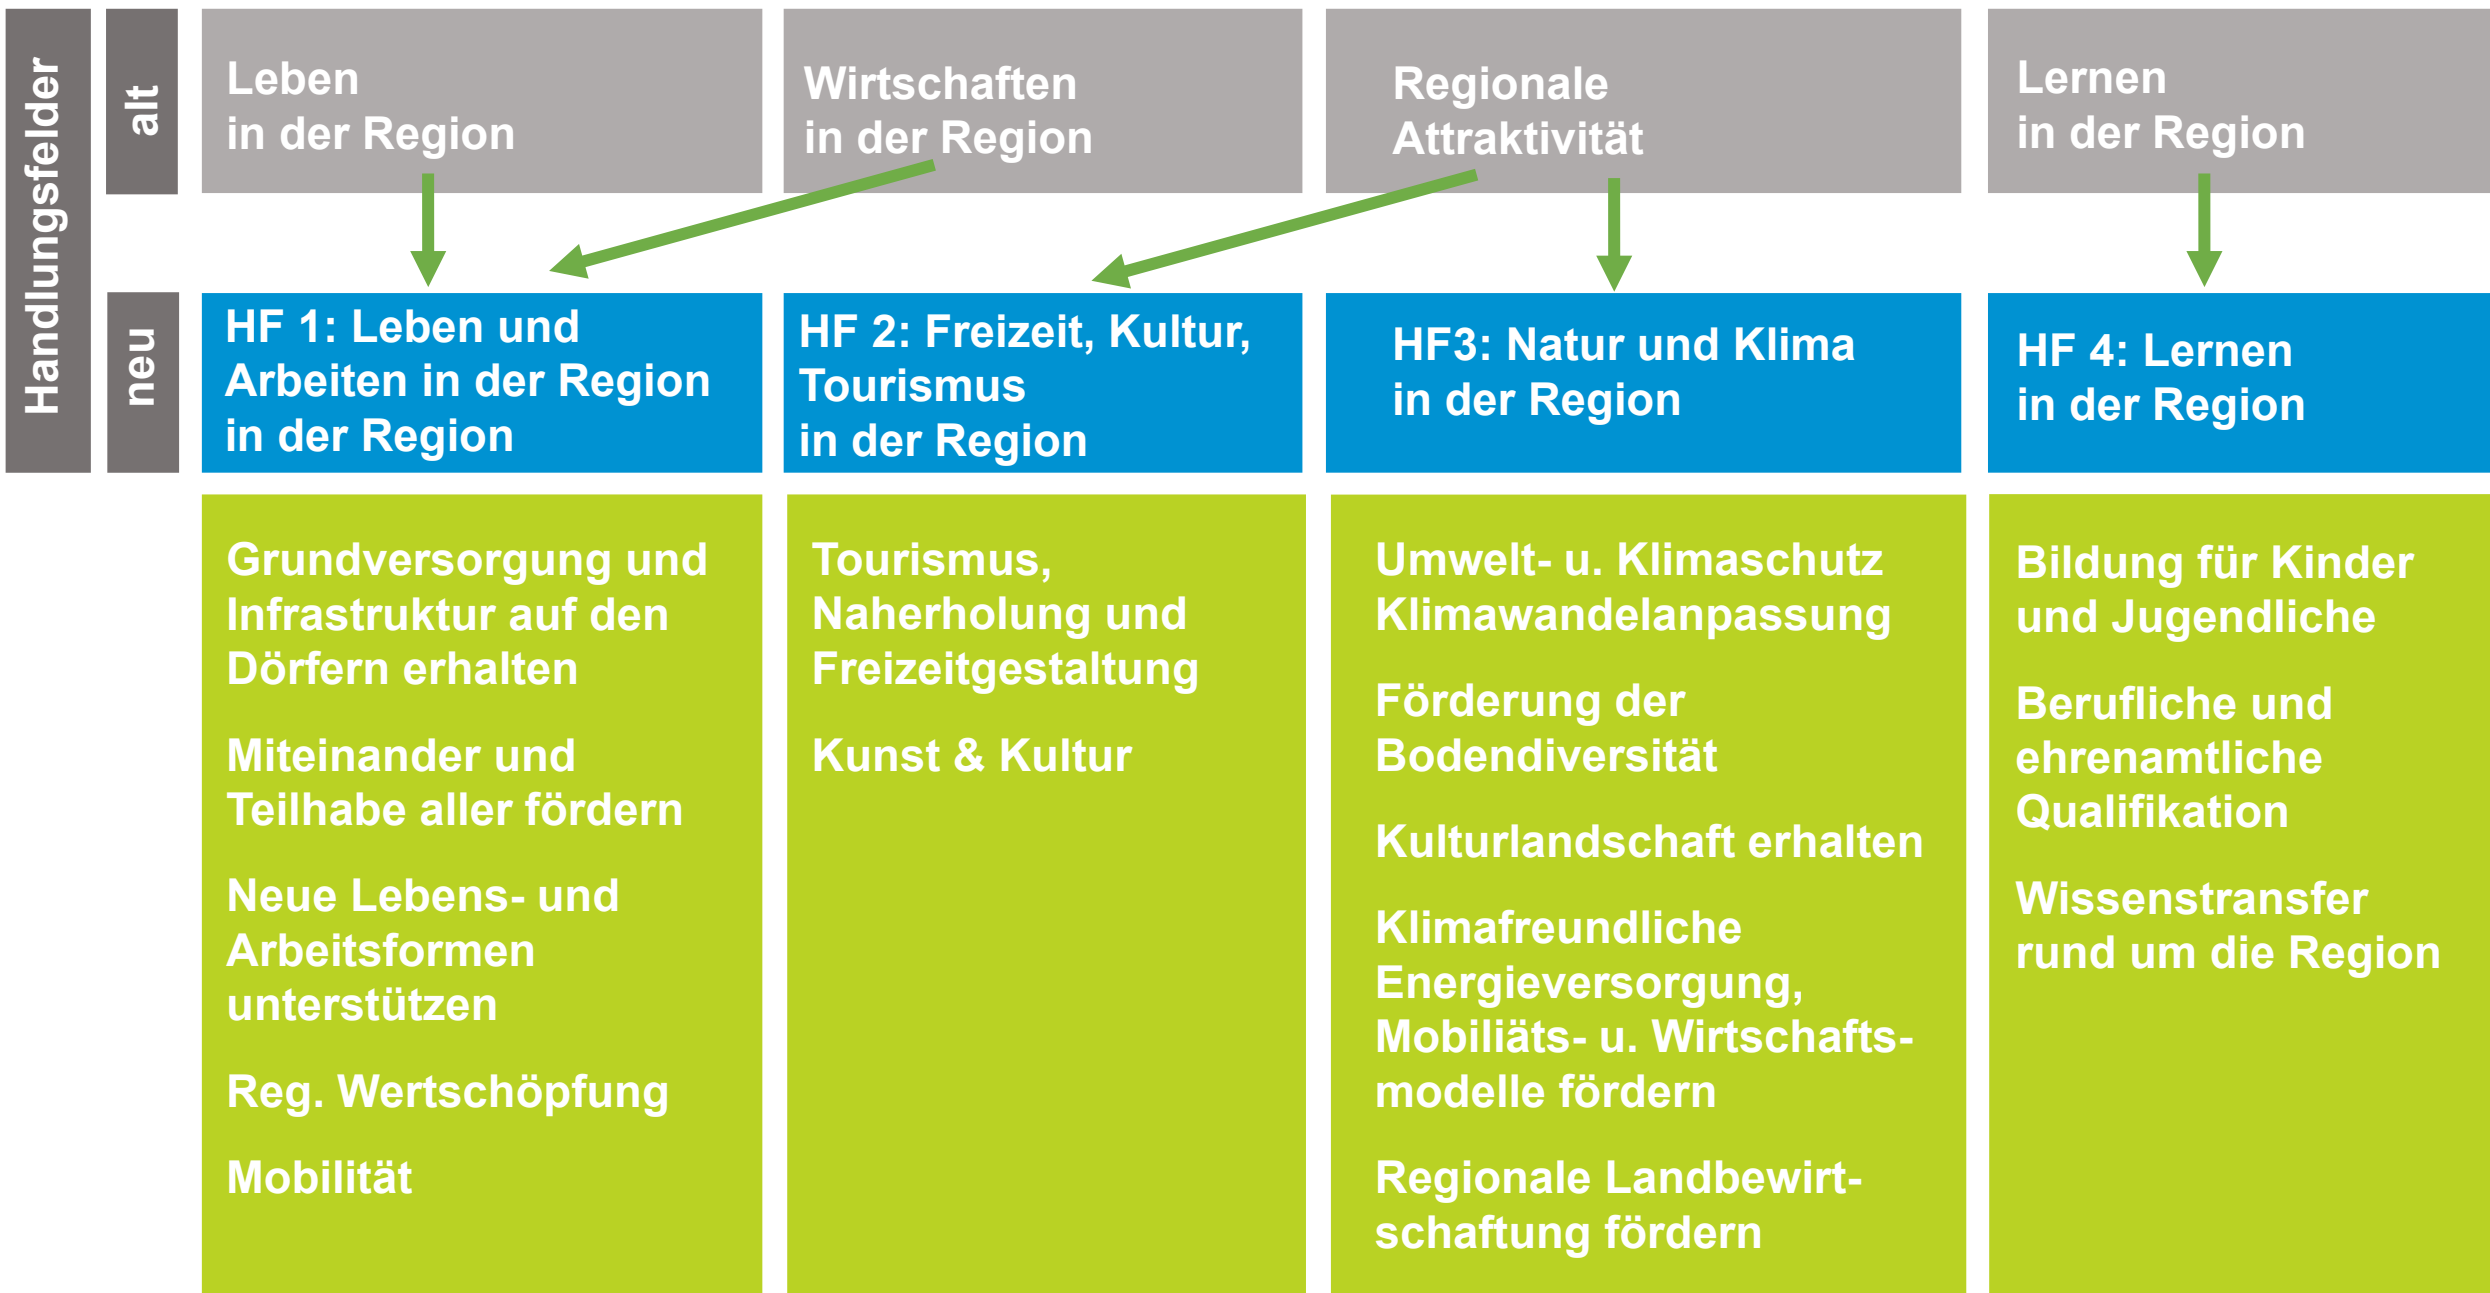 Handlungsfelder
alt
Leben
in der Region
Wirtschaften
in der Region
Regionale
Attraktivität
Lernen
in der Region
neu
HF 1: Leben und
Arbeiten in der Region
in der Region
HF 2: Freizeit, Kultur,
Tourismus
in der Region
HF3: Natur und Klima
in der Region
HF 4: Lernen
in der Region
Grundversorgung und
Infrastruktur auf den
Dörfern erhalten
Miteinander und
Teilhabe aller fördern
Neue Lebens- und
Arbeitsformen
unterstützen
Reg. Wertschöpfung
Mobilität
Tourismus,
Naherholung und
Freizeitgestaltung
Kunst & Kultur
Umwelt- u. Klimaschutz
Klimawandelanpassung
Förderung der
Bodendiversität
Kulturlandschaft erhalten
Klimafreundliche
Energieversorgung,
Mobiliäts- u. Wirtschafts-
modelle fördern
Regionale Landbewirt-
schaftung fördern
Bildung für Kinder
und Jugendliche
Berufliche und
ehrenamtliche
Qualifikation
Wissenstransfer
rund um die Region